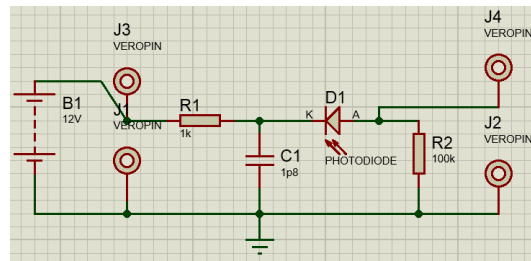 J3
VEROPIN
J4
VEROPIN
B1
12V
J1
VEROPIN
R1
1k
D1
K
A
PHOTODIODE
C1
1p8
R2
100k
J2
VEROPIN